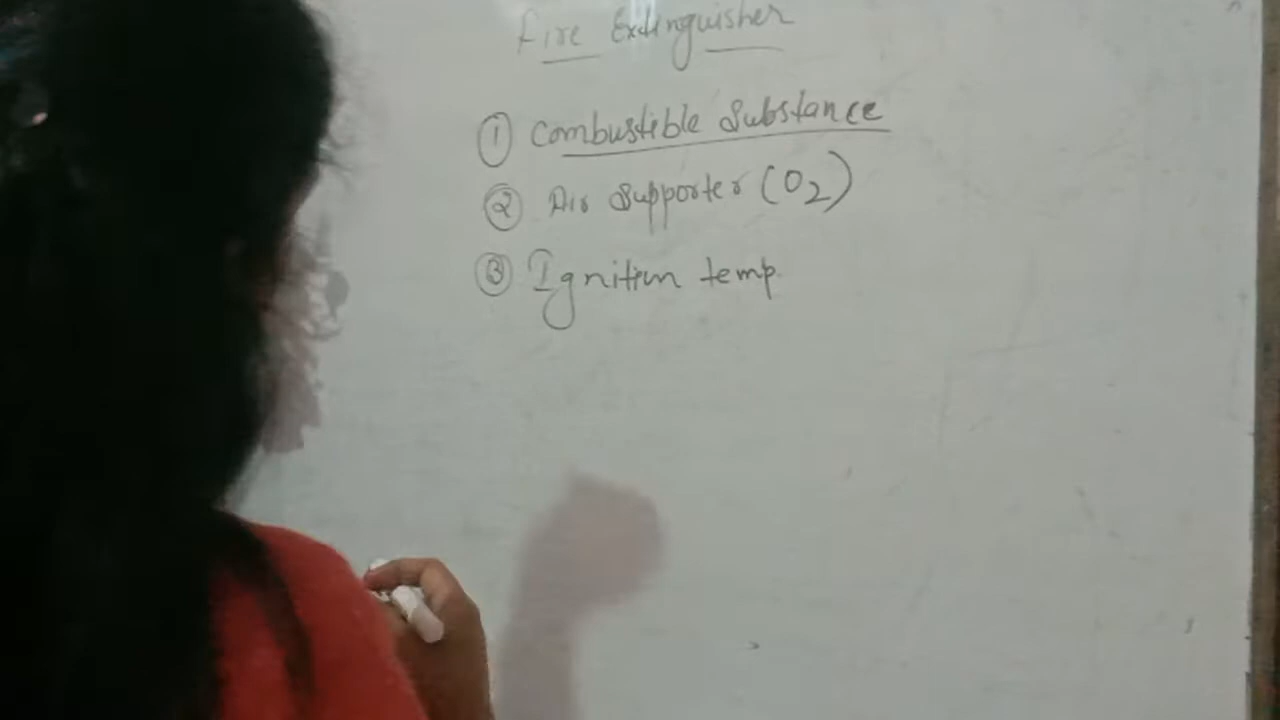 Fire Extinguisher
① Combustible Substance
② Air Supporter (O₂)
③ Ignition temp.